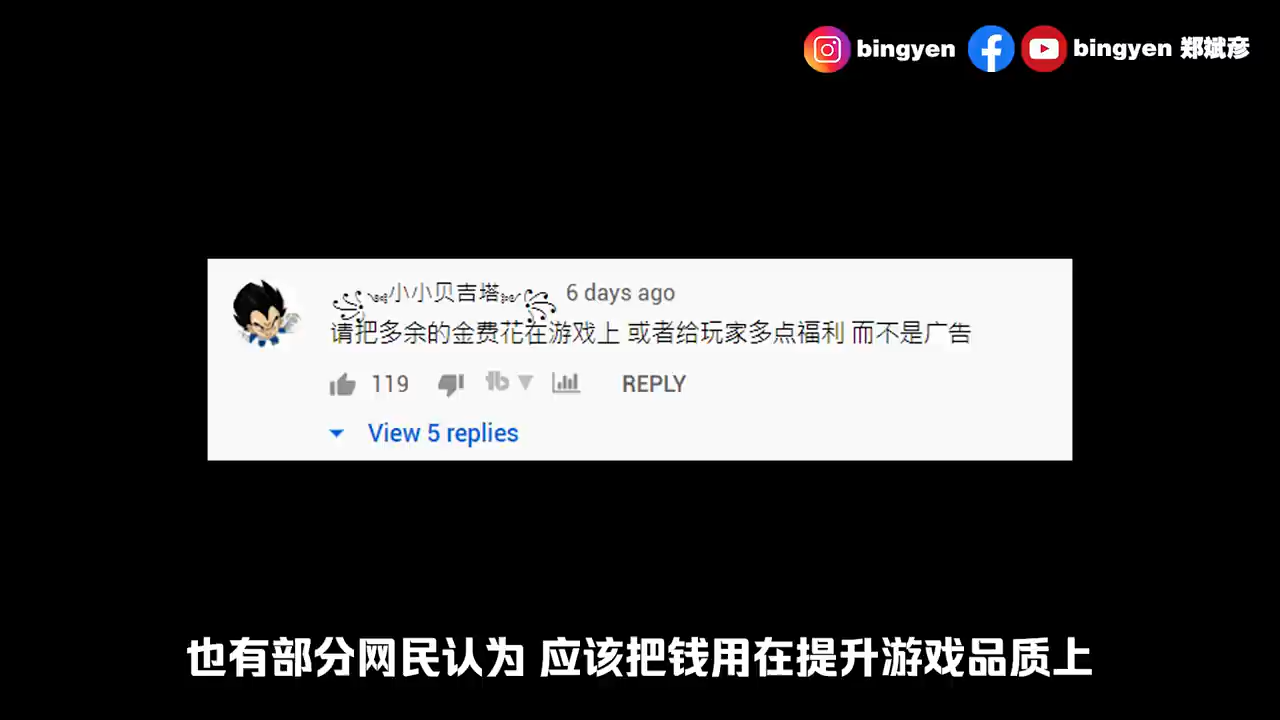 bingyen bingyen 郑斌彦
小小贝吉塔 6 days ago
请把多余的金费花在游戏上 或者给玩家多点福利 而不是广告
119 REPLY
View 5 replies
也有部分网民认为 应该把钱用在提升游戏品质上